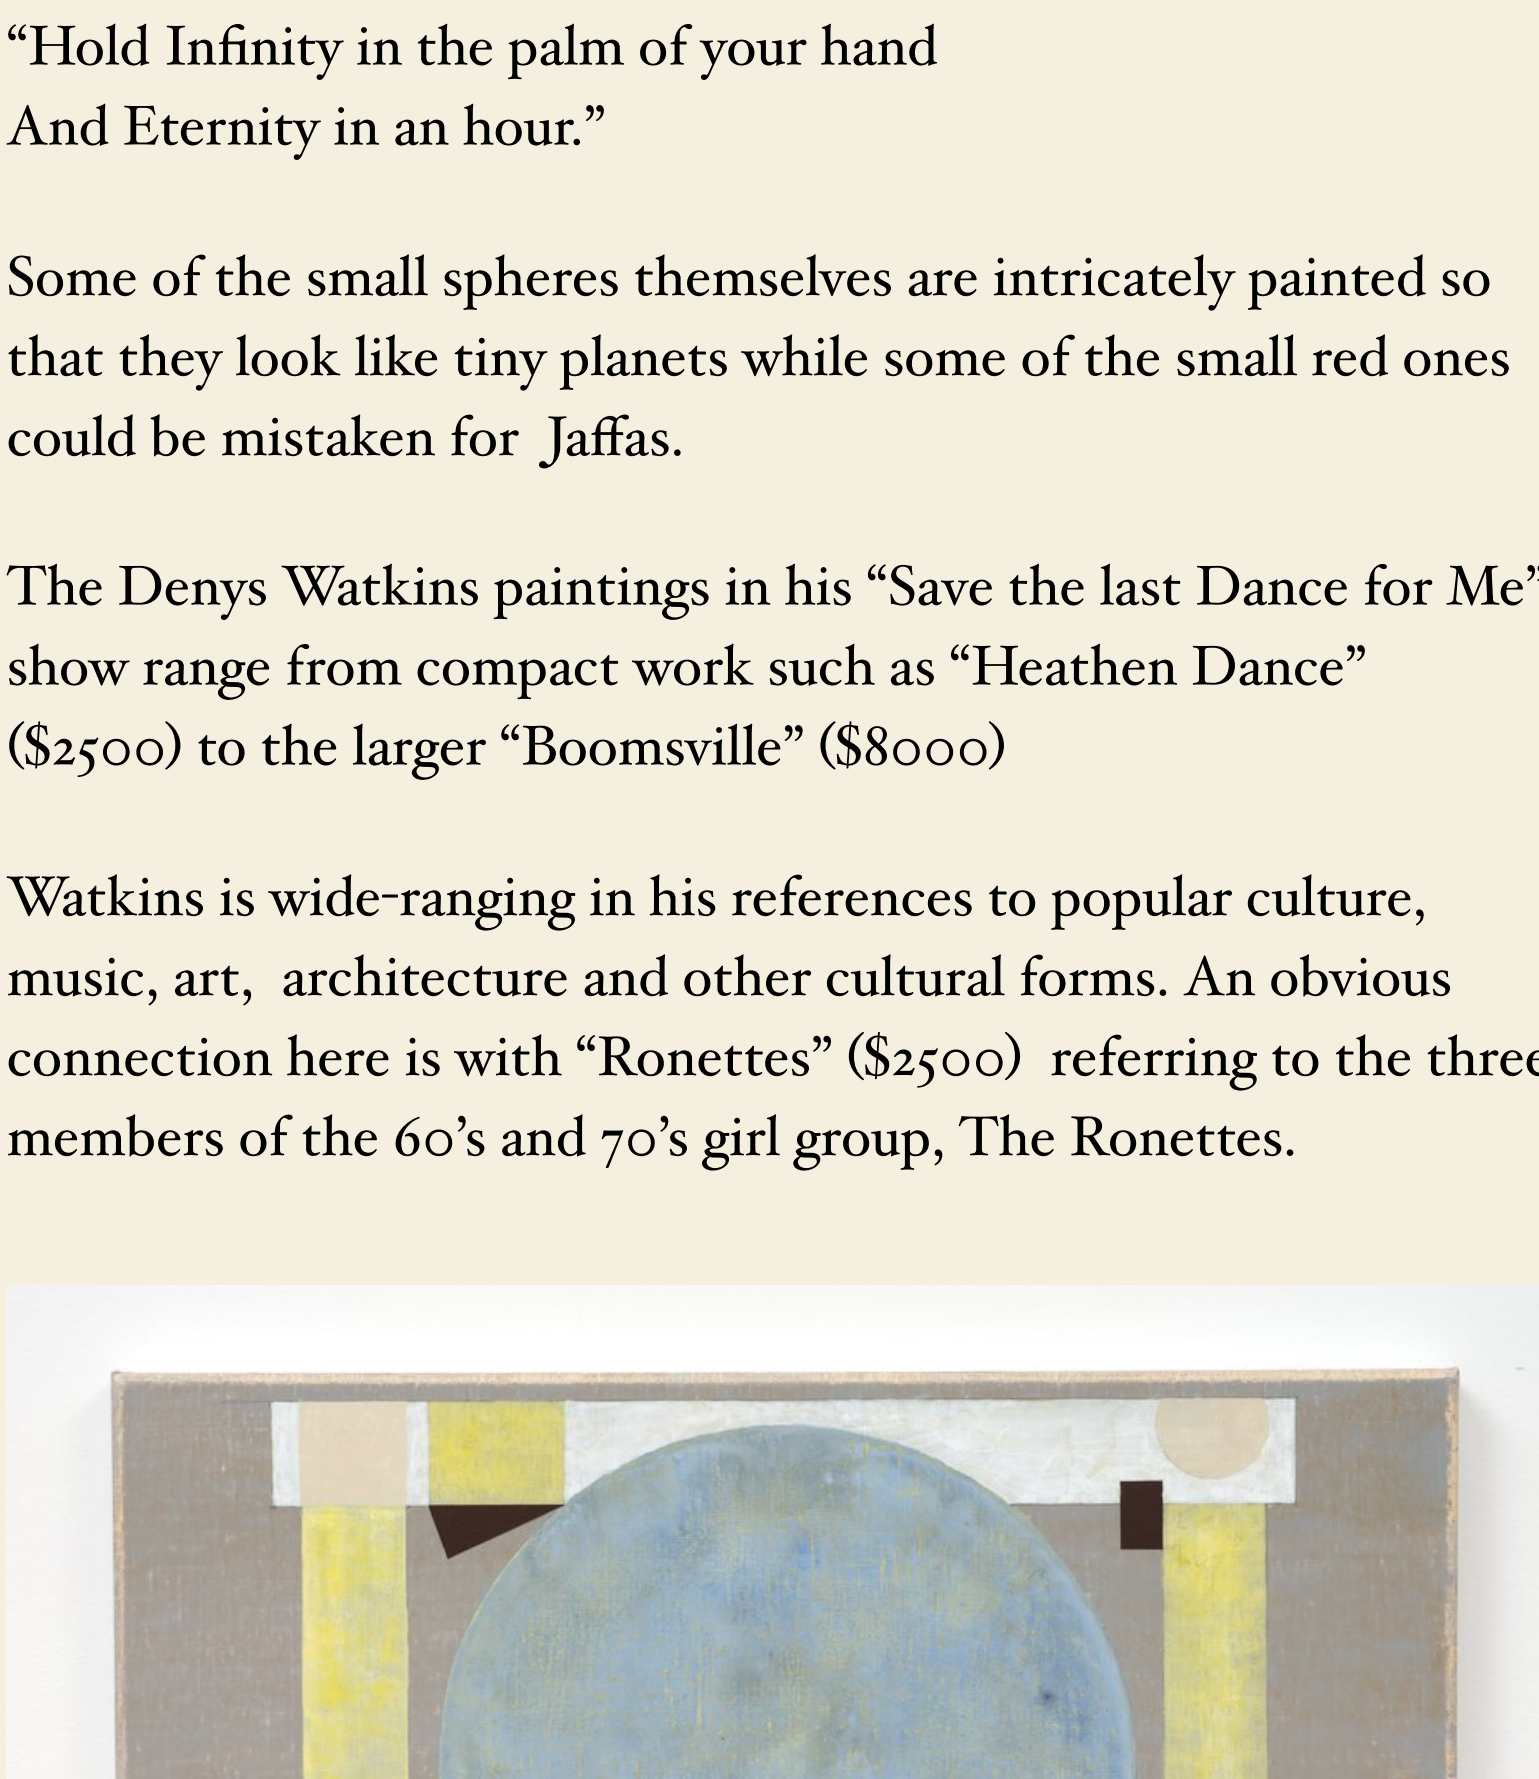 “Hold Infinity in the palm of your hand
And Eternity in an hour.”
Some of the small spheres themselves are intricately painted so
that they look like tiny planets while some of the small red ones
could be mistaken for  Jaffas.
The Denys Watkins paintings in his “Save the last Dance for Me”
show range from compact work such as “Heathen Dance”
($2500) to the larger “Boomsville” ($8000)
Watkins is wide-ranging in his references to popular culture,
music, art,  architecture and other cultural forms. An obvious
connection here is with “Ronettes” ($2500)  referring to the three
members of the 60’s and 70’s girl group, The Ronettes.